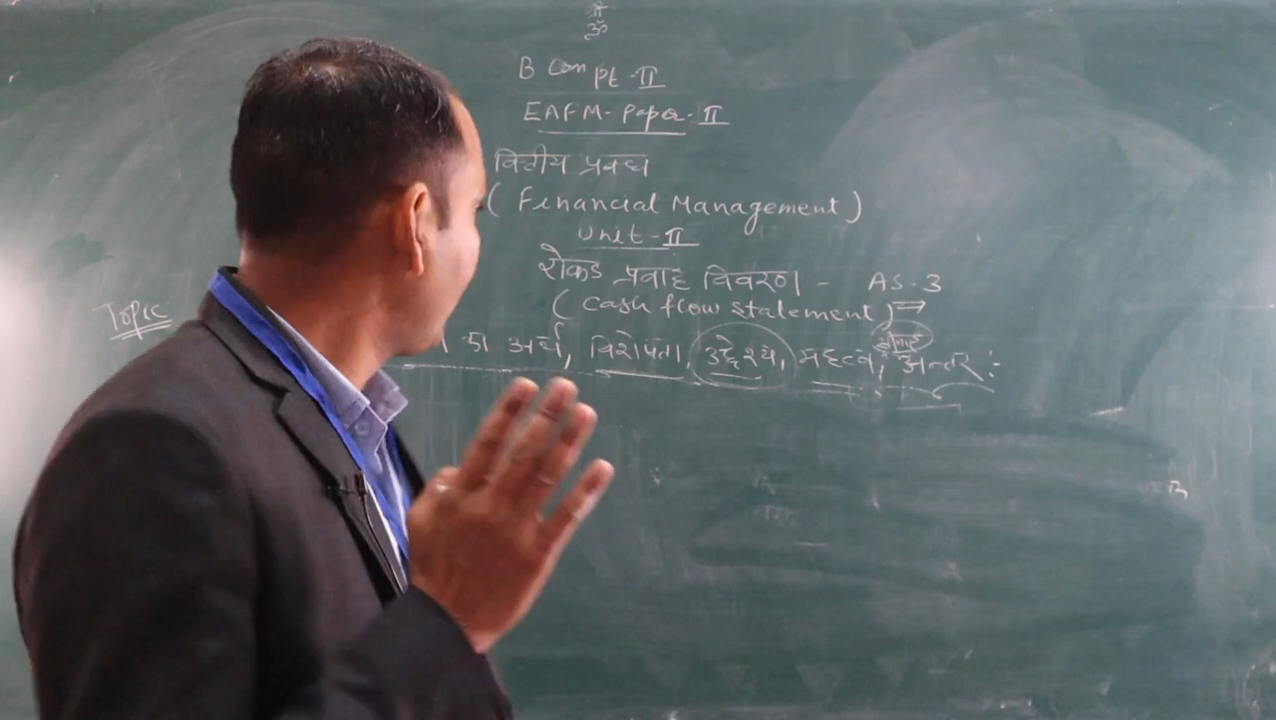 श्री
ॐ
B Com Pt-II
EAFM-Paper-II
वित्तीय प्रबन्ध
( Financial Management )
Unit-II
रोकड प्रवाह विवरण - AS-3
( Cash flow statement )
Topic
का अर्थ, विशेषता, उद्देश्य, महत्व, अन्तर :-